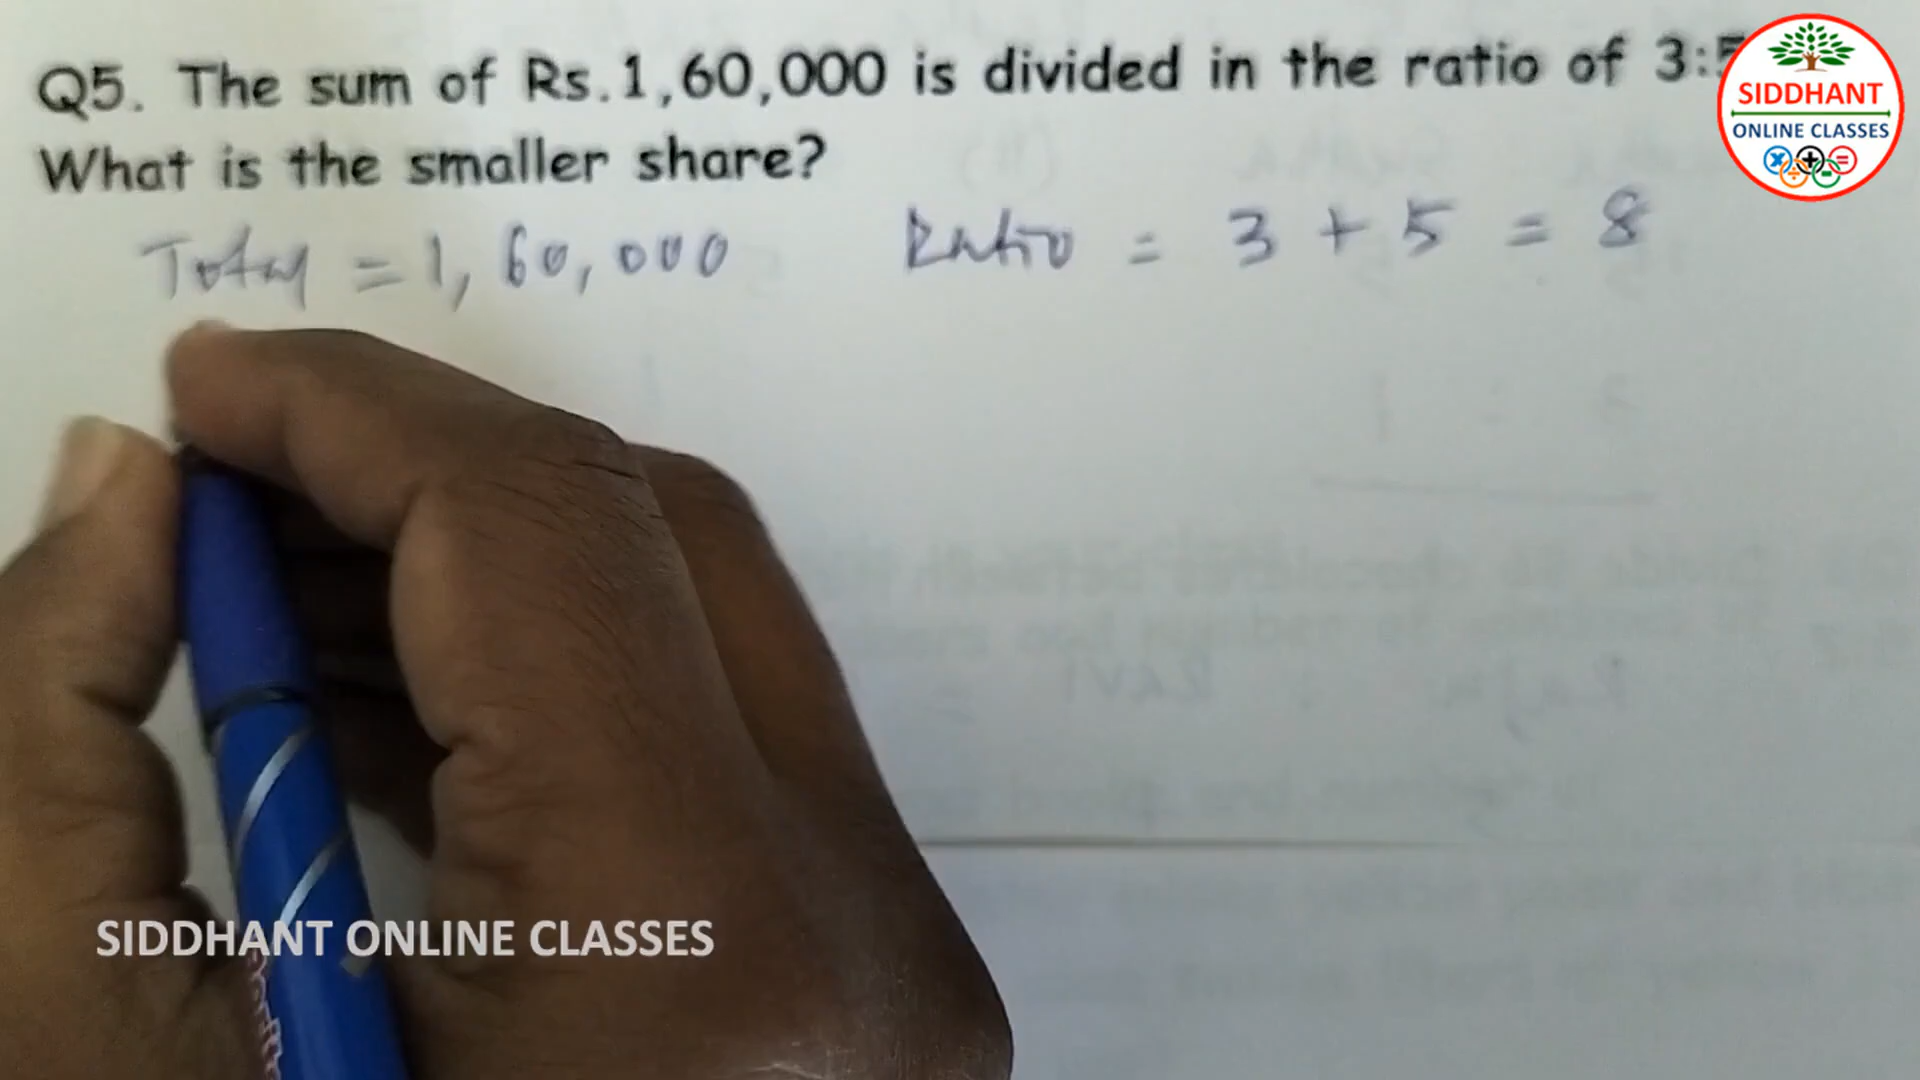 Q5. The sum of Rs.1,60,000 is divided in the ratio of 3:5
What is the smaller share?
Total = 1,60,000 Ratio = 3 + 5 = 8
SIDDHANT
ONLINE CLASSES
SIDDHANT ONLINE CLASSES